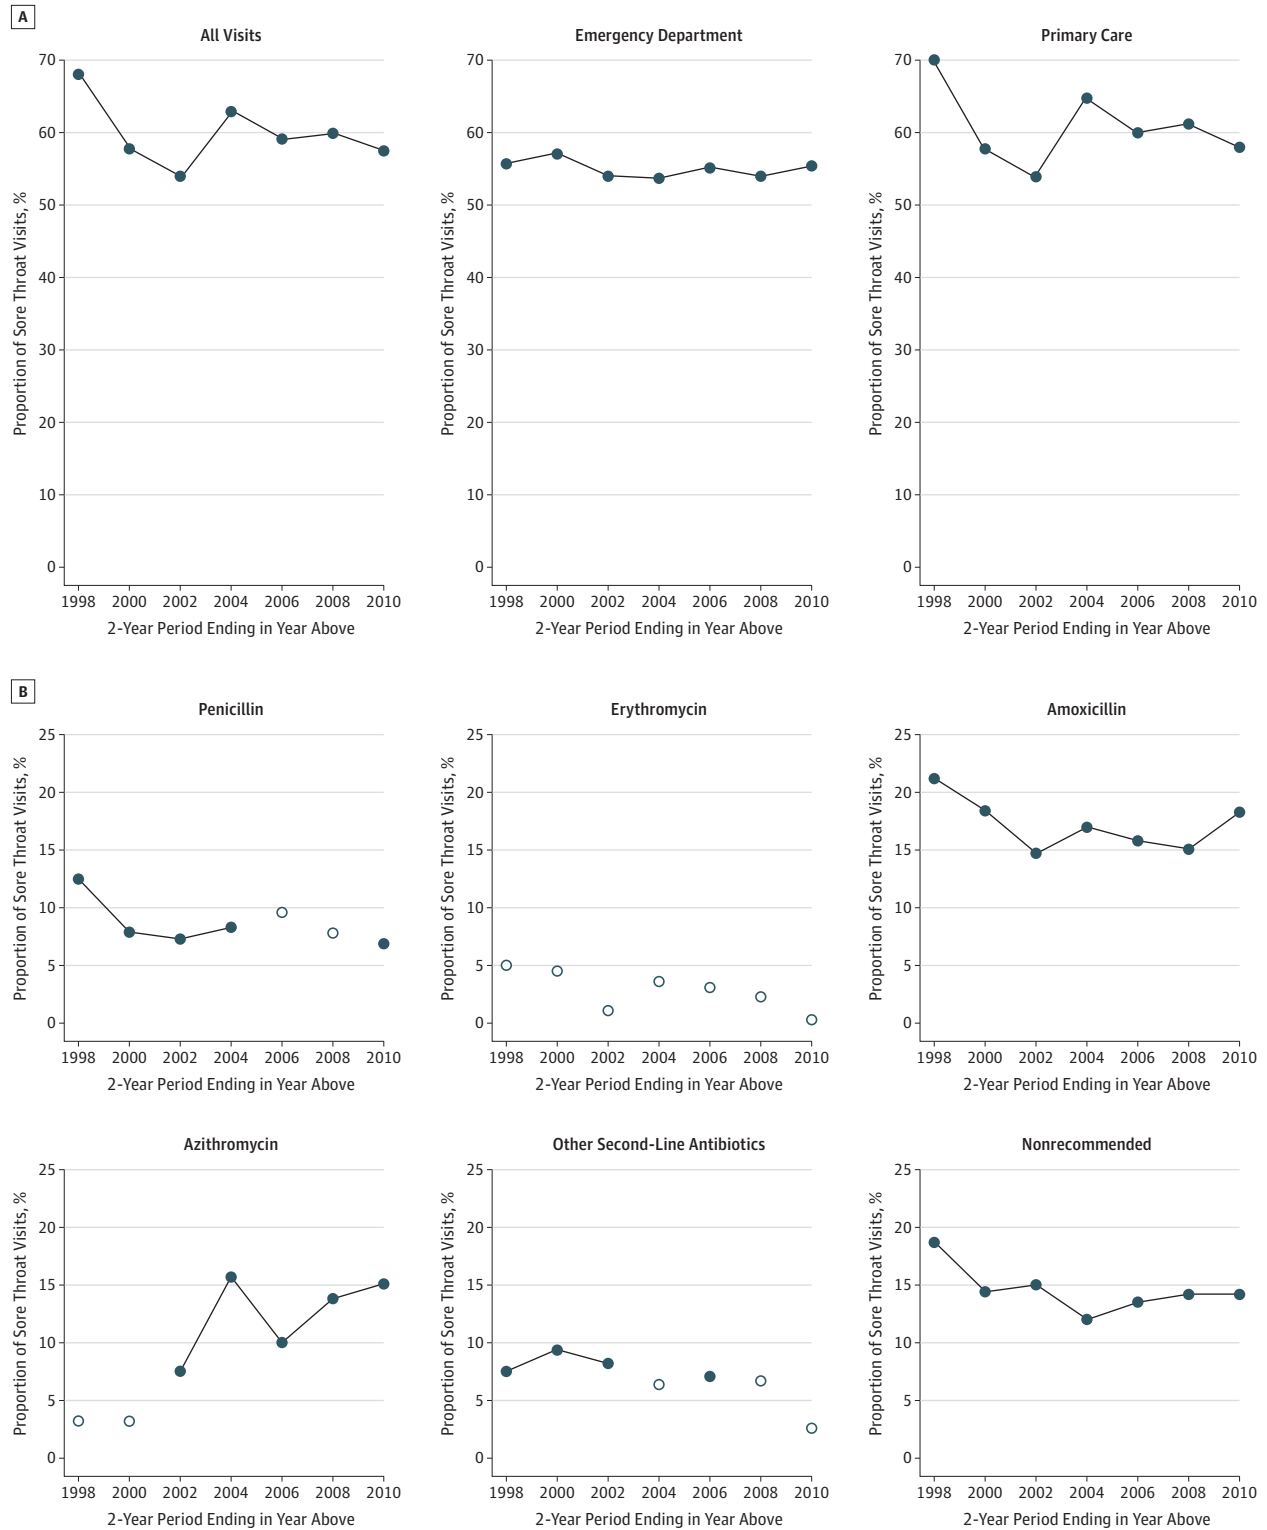 A
All Visits
70
60
50
40
30
20
10
0
Proportion of Sore Throat Visits, %
1998 2000 2002 2004 2006 2008 2010
2-Year Period Ending in Year Above
Emergency Department
70
60
50
40
30
20
10
0
Proportion of Sore Throat Visits, %
1998 2000 2002 2004 2006 2008 2010
2-Year Period Ending in Year Above
Primary Care
70
60
50
40
30
20
10
0
Proportion of Sore Throat Visits, %
1998 2000 2002 2004 2006 2008 2010
2-Year Period Ending in Year Above
B
Penicillin
25
20
15
10
5
0
Proportion of Sore Throat Visits, %
1998 2000 2002 2004 2006 2008 2010
2-Year Period Ending in Year Above
Erythromycin
25
20
15
10
5
0
Proportion of Sore Throat Visits, %
1998 2000 2002 2004 2006 2008 2010
2-Year Period Ending in Year Above
Amoxicillin
25
20
15
10
5
0
Proportion of Sore Throat Visits, %
1998 2000 2002 2004 2006 2008 2010
2-Year Period Ending in Year Above
Azithromycin
25
20
15
10
5
0
Proportion of Sore Throat Visits, %
1998 2000 2002 2004 2006 2008 2010
2-Year Period Ending in Year Above
Other Second-Line Antibiotics
25
20
15
10
5
0
Proportion of Sore Throat Visits, %
1998 2000 2002 2004 2006 2008 2010
2-Year Period Ending in Year Above
Nonrecommended
25
20
15
10
5
0
Proportion of Sore Throat Visits, %
1998 2000 2002 2004 2006 2008 2010
2-Year Period Ending in Year Above